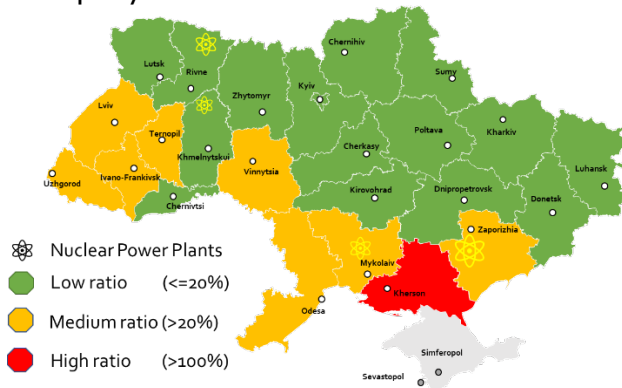 Chernihiv
Lutsk
Rivne
Sumy
Kyiv
Zhytomyr
Lviv
Kharkiv
Poltava
Ternopil
Cherkasy
Khmelnytskui
Luhansk
Vinnytsia
Ivano-Frankivsk
Uzhgorod
Kirovohrad
Dnipropetrovsk
Donetsk
Chernivtsi
Zaporizhia
Nuclear Power Plants
Mykolaiv
Low ratio (<=20%)
Kherson
Odesa
Medium ratio (>20%)
Simferopol
High ratio (>100%)
Sevastopol